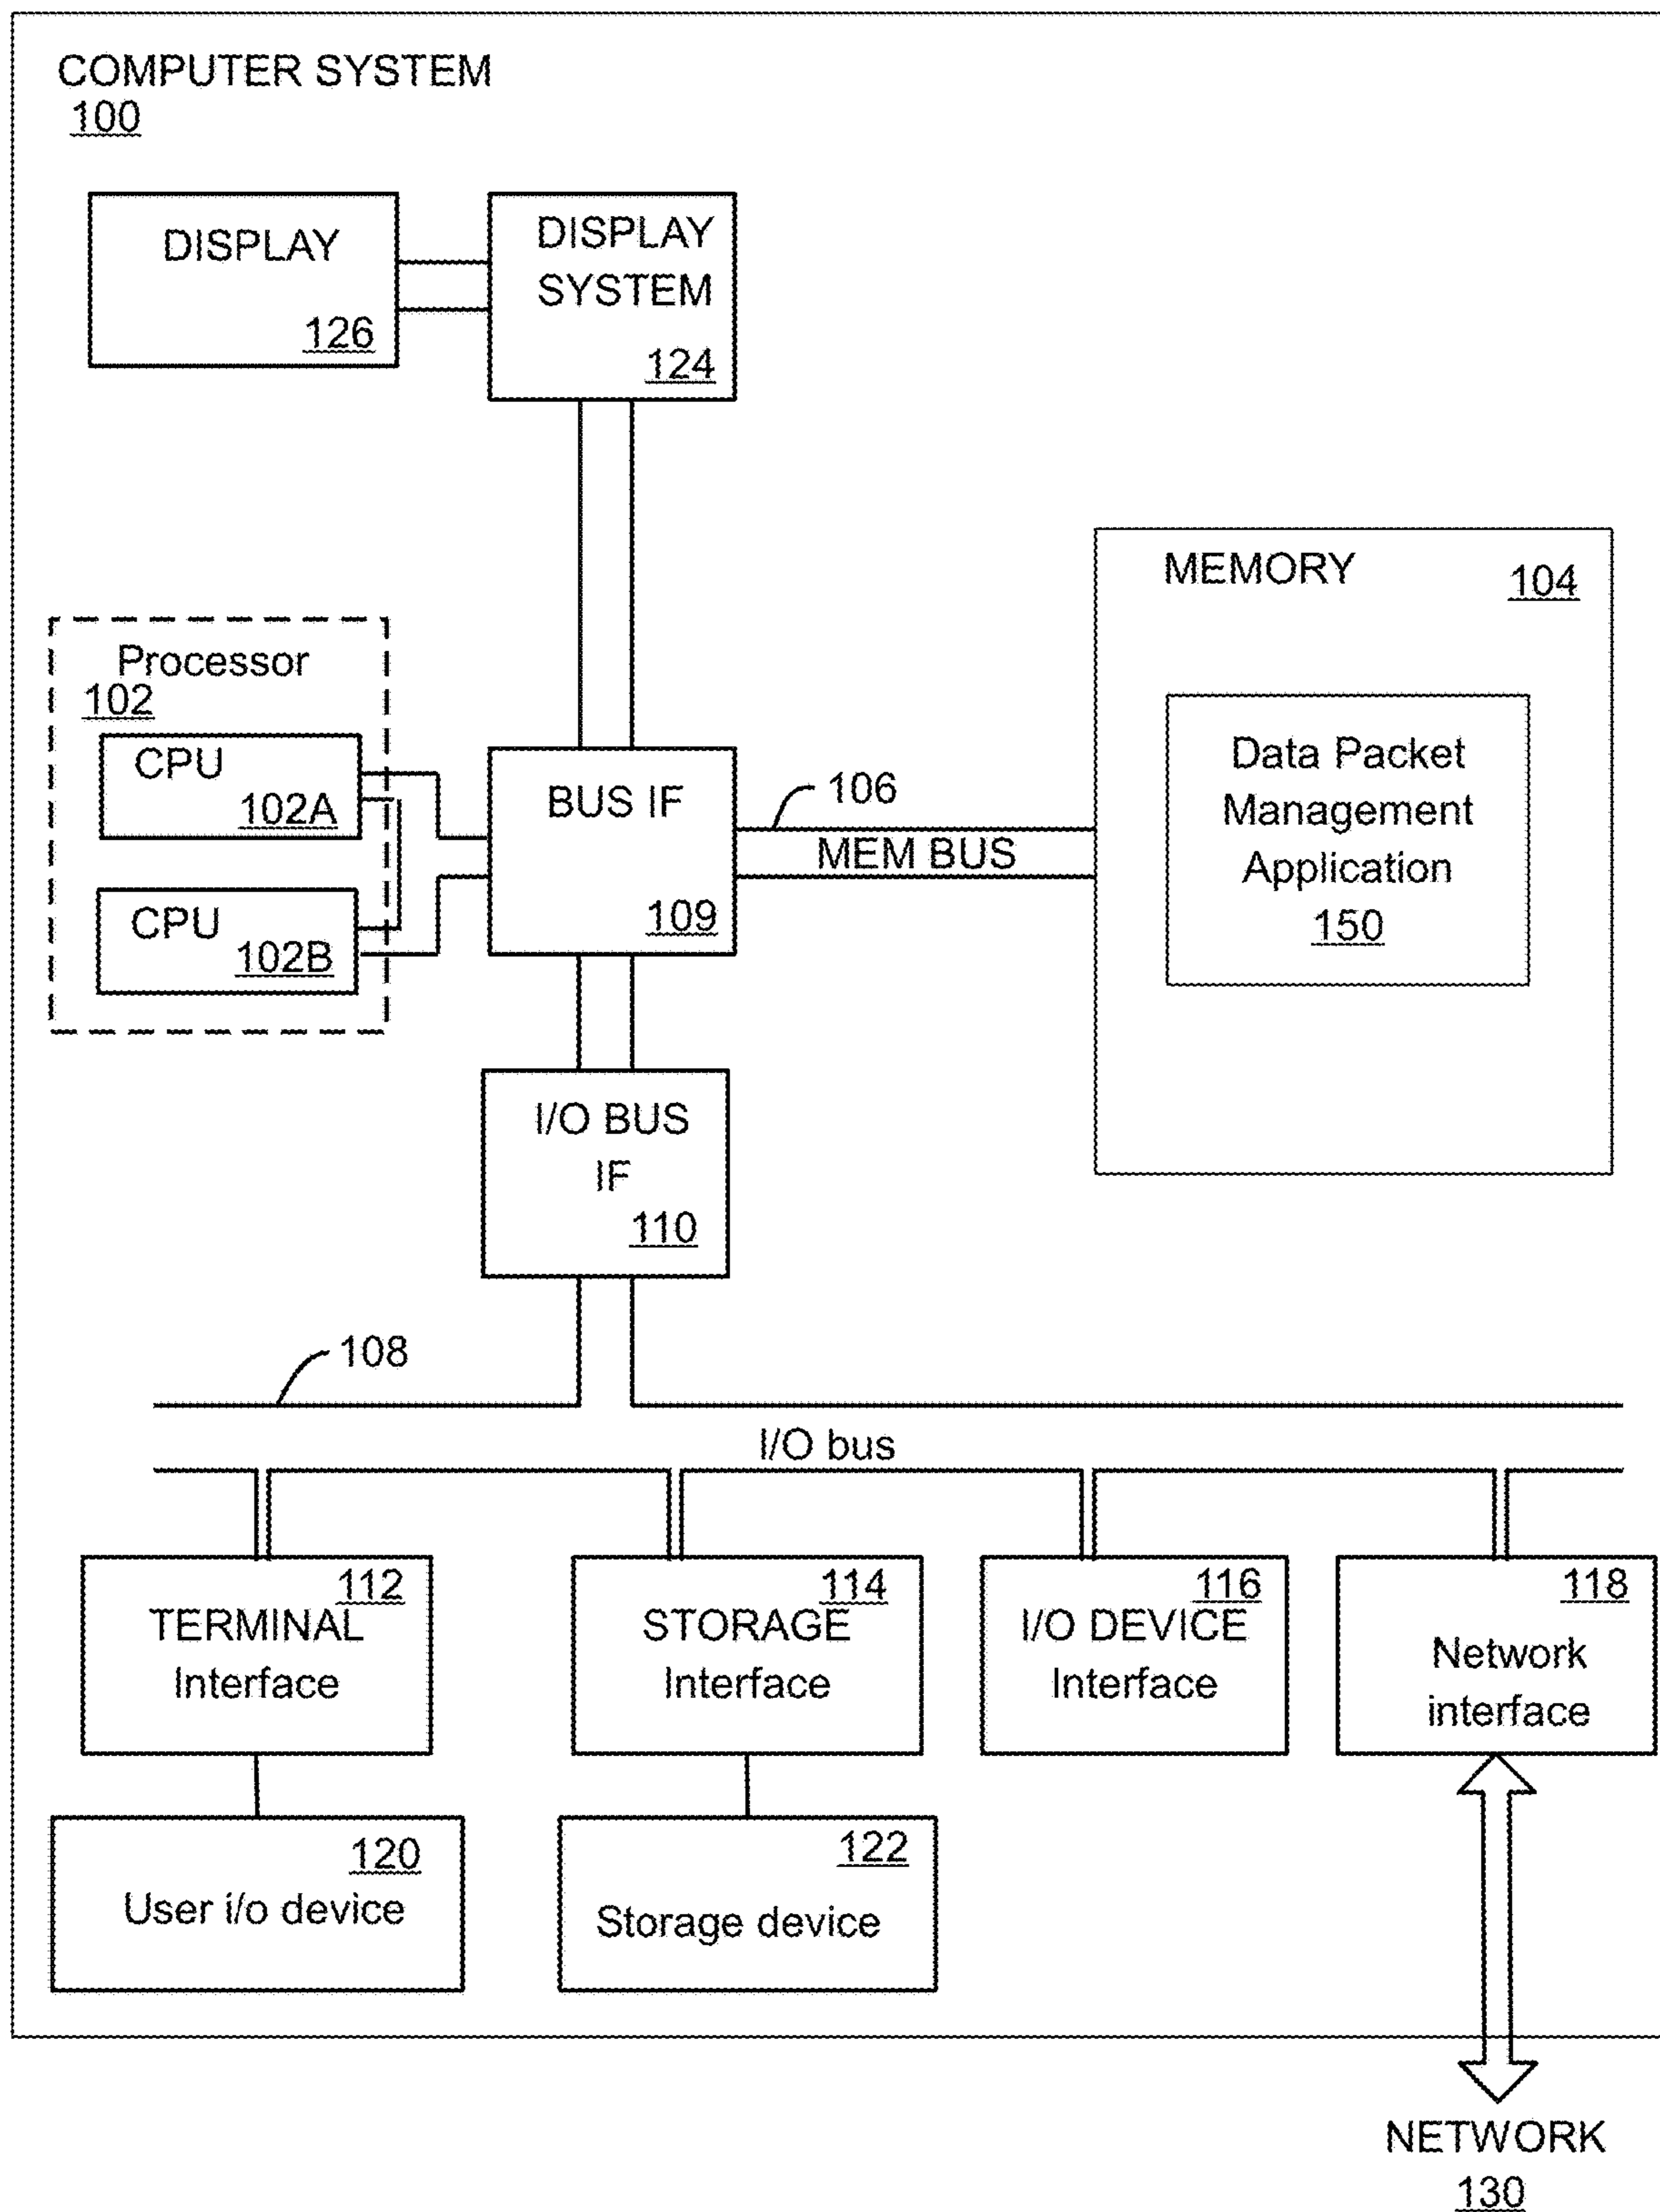 COMPUTER SYSTEM
100
DISPLAY
126
DISPLAY
SYSTEM
124
MEMORY
104
Data Packet
Management
Application
150
Processor
102
CPU
102A
CPU
102B
BUS IF
109
106
MEM BUS
I/O BUS
IF
110
108
I/O bus
112
TERMINAL
Interface
114
STORAGE
Interface
116
I/O DEVICE
Interface
118
Network
interface
120
User i/o device
122
Storage device
NETWORK
130